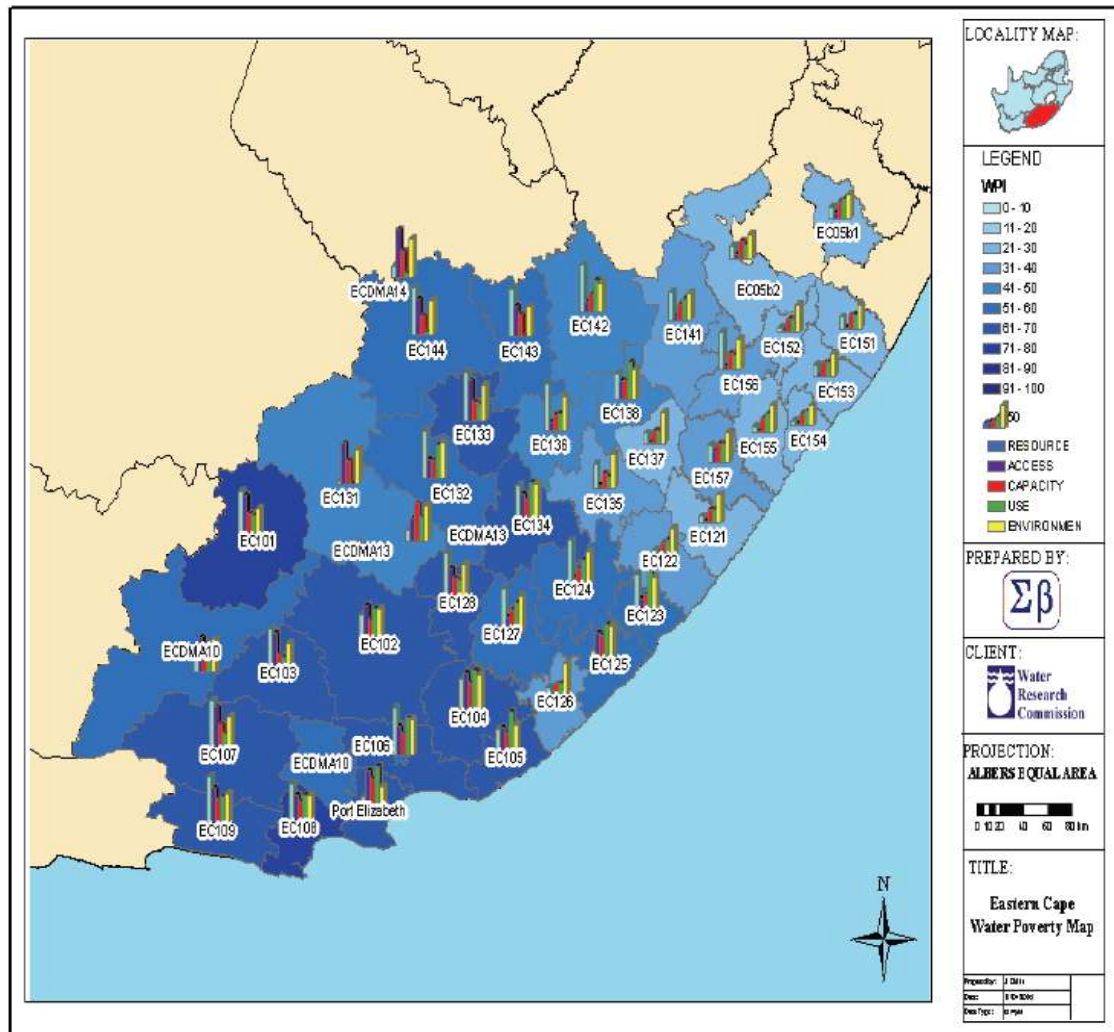 ECDMA14
EC144
EC143
EC142
EC141
EC05b1
EC05b2
EC152
EC151
EC156
EC153
EC138
EC133
EC136
EC137
EC155
EC154
EC131
EC132
EC157
EC135
EC101
EC134
ECDMA13
ECDMA13
EC121
EC122
EC128
EC124
EC123
EC102
EC127
ECDMA10
EC103
EC125
EC104
EC126
EC107
EC106
EC105
ECDMA10
Port Elizabeth
EC109
EC108
N
LOCALITY MAP:
LEGEND
WPI
0 - 10
11 - 20
21 - 30
31 - 40
41 - 50
51 - 60
61 - 70
71 - 80
81 - 90
91 - 100
50
RESOURCE
ACCESS
CAPACITY
USE
ENVIRONMEN
PREPARED BY:
Σβ
CLIENT:
Water
Research
Commission
PROJECTION:
ALBERS EQUAL AREA
0 10 20 40 60 80 km
TITLE:
Eastern Cape
Water Poverty Map
Date:
Data Type: